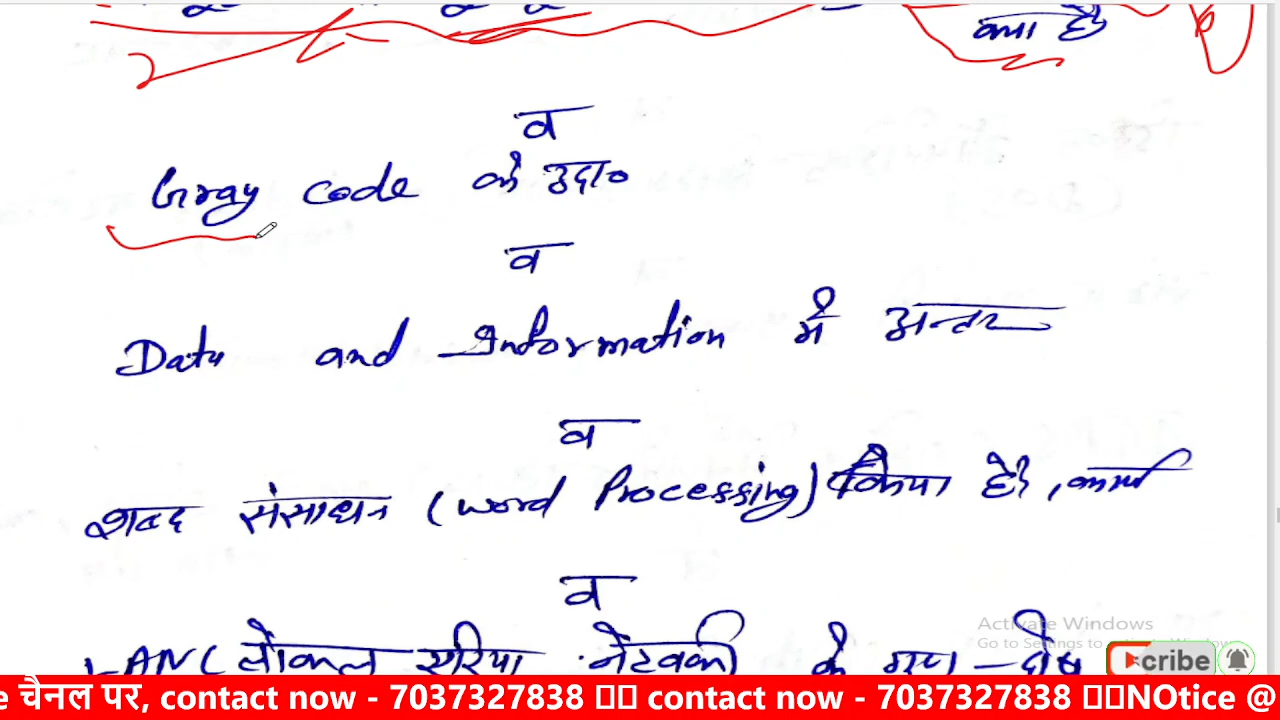 क्या है
व
Gray code के उदा०
व
Data and Information में अन्तर
व
शब्द संसाधन (word Processing) क्या है, कार्य
व
LAN( लोकल एरिया नेटवर्क के गुण - दोष
Activate Windows
Go to Settings to activate Windows.
cribe
e चैनल पर, contact now - 7037327838 contact now - 7037327838 NOtice @